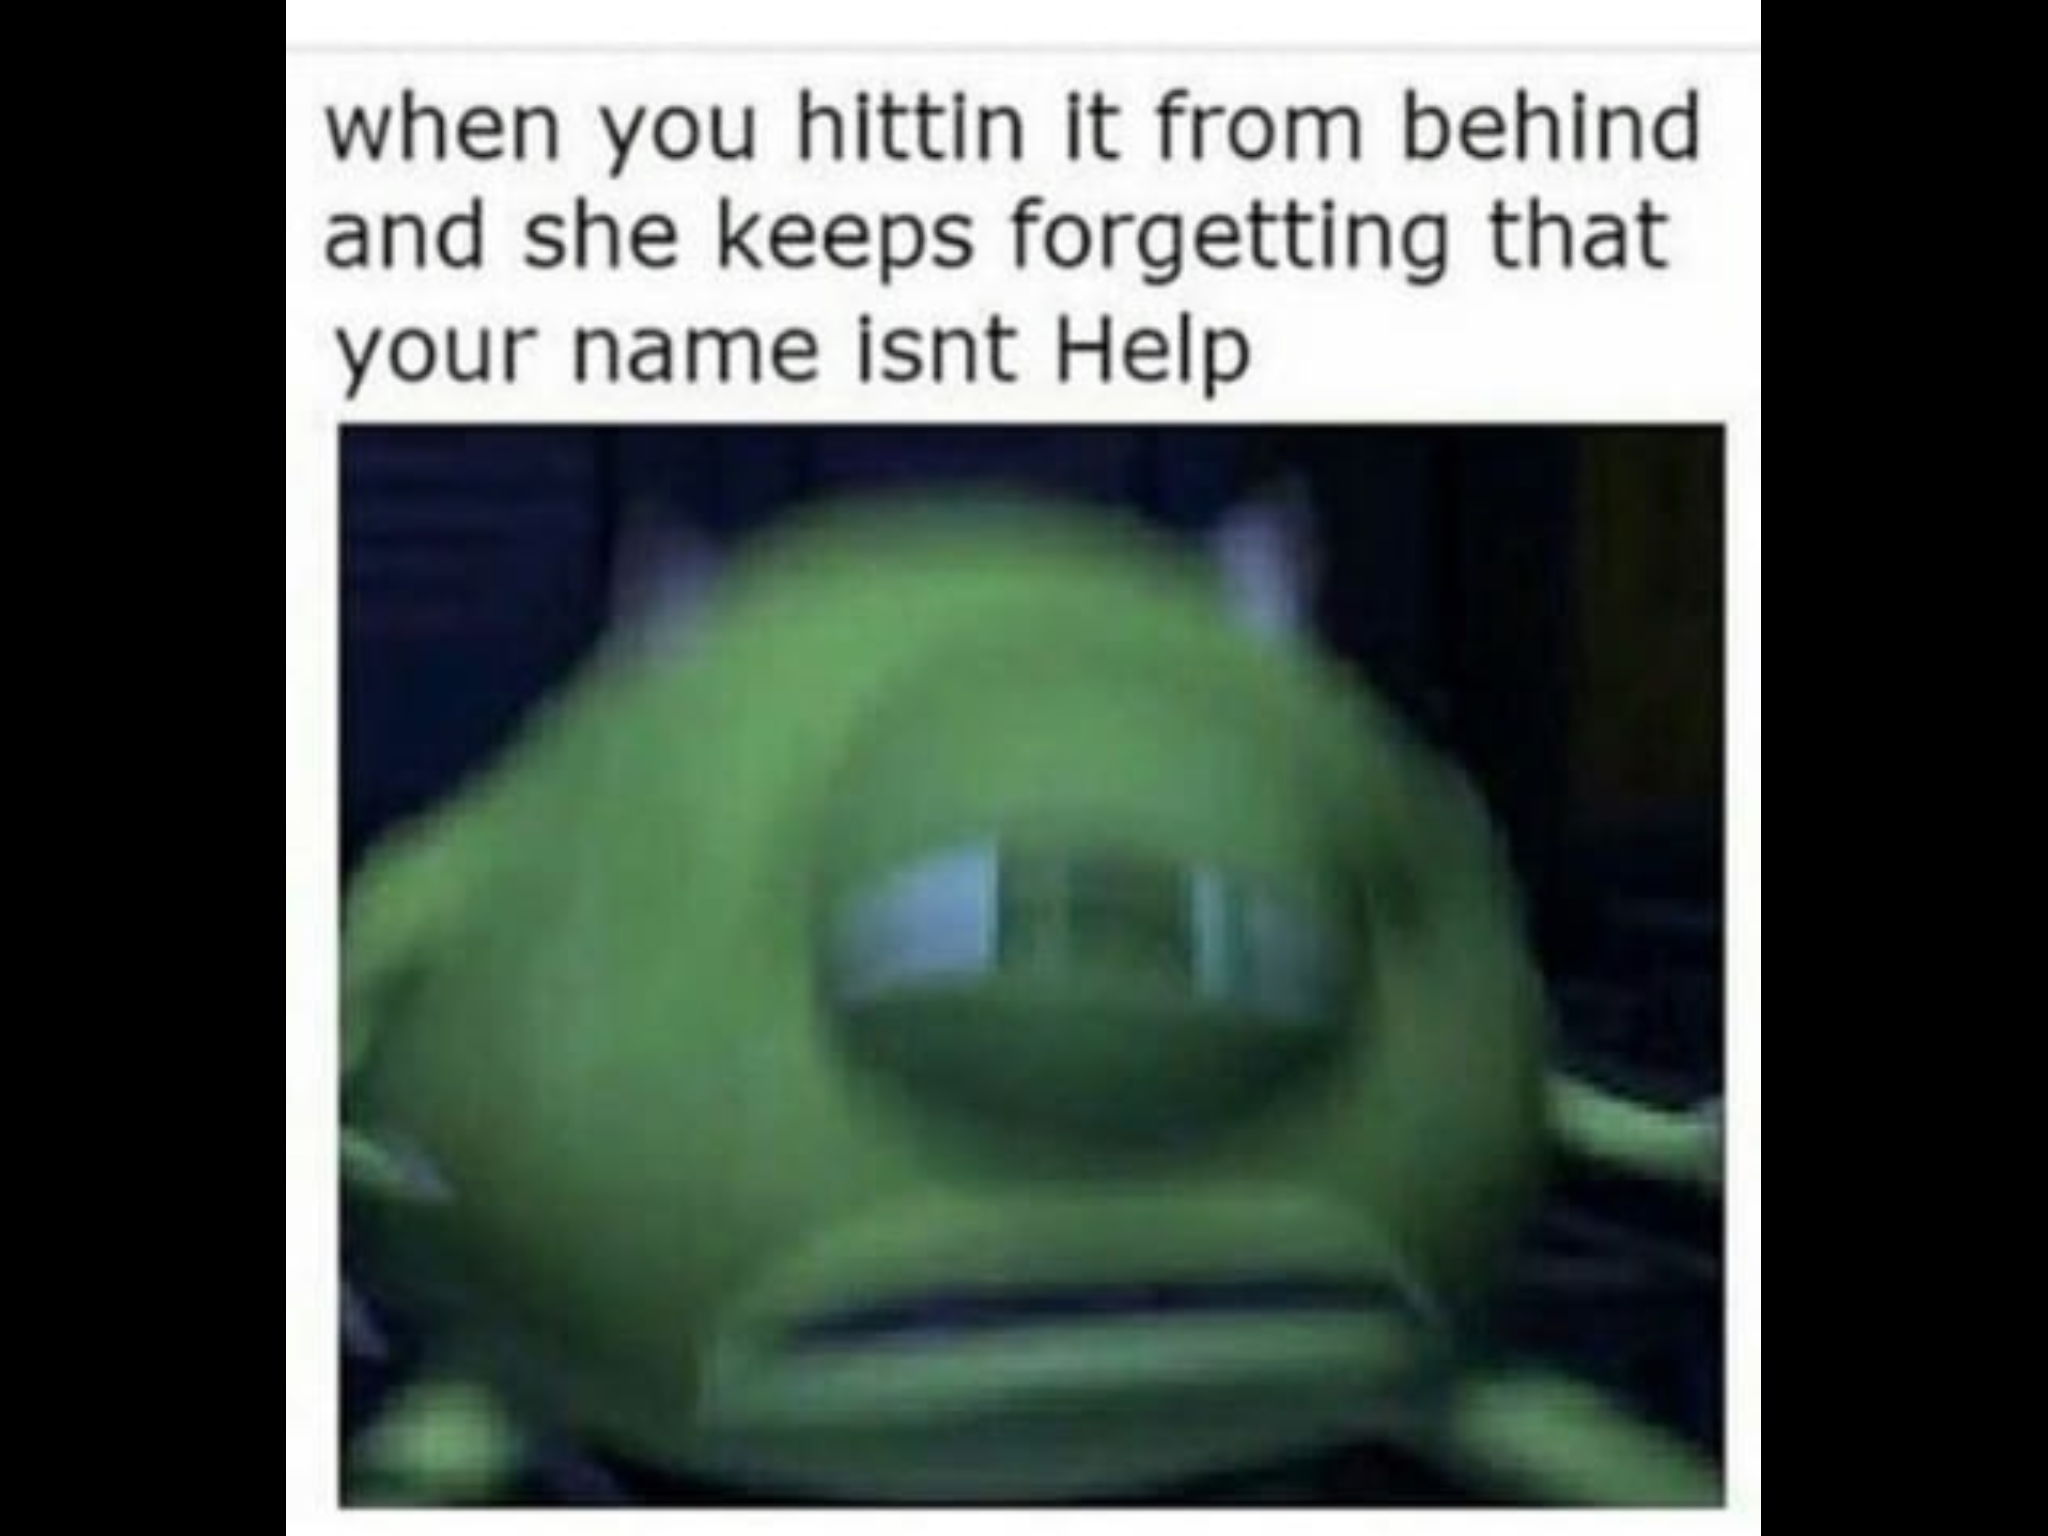 when you hittin it from behind
and she keeps forgetting that
your name isnt Help